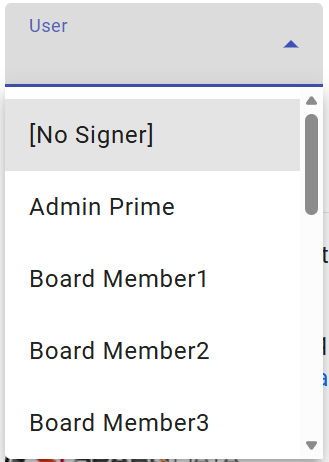 User
[No Signer]
Admin Prime
Board Member1
Board Member2
Board Member3